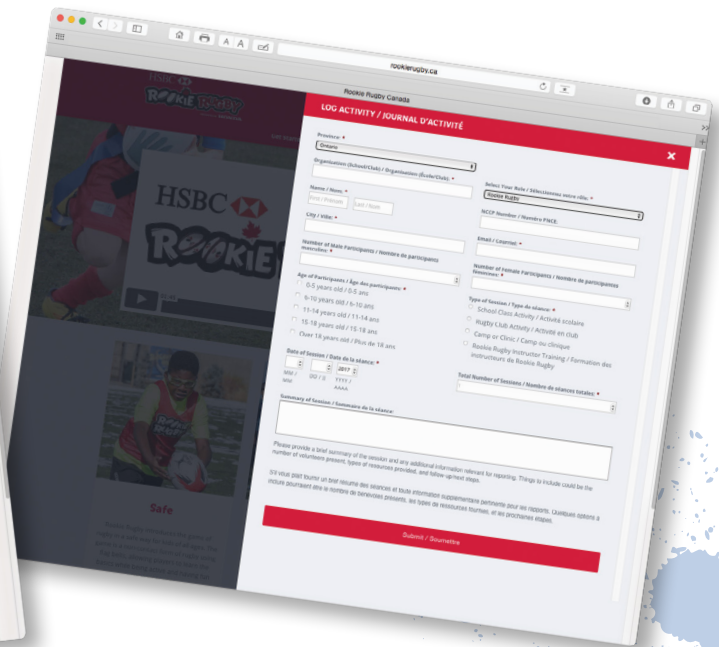 rookierugby.ca
Rookie Rugby Canada
HSBC
ROOKIE RUGBY
LOG ACTIVITY / JOURNAL D'ACTIVITÉ
Province: *
Ontario
Select Your Role / Sélectionnez votre rôle: *
Rookie Rugby
Organisation (School/Club) / Organisation (École/Club): *
NCCP Number / Numéro PNCE:
Name / Nom: *
First / Prénom
Last / Nom
Email / Courriel: *
City / Ville: *
Number of Male Participants / Nombre de participants
masculins: *
Number of Female Participants / Nombre de participants
féminines: *
Age of Participants / Âge des participants: *
0-5 years old / 0-5 ans
6-10 years old / 6-10 ans
11-14 years old / 11-14 ans
15-18 years old / 15-18 ans
Over 18 years old / Plus de 18 ans
Type of Session / Type de séance: *
School Class Activity / Activité scolaire
Rugby Club Activity / Activité en club
Camp or Clinic / Camp ou clinique
Rookie Rugby Instructor Training / Formation des
instructeurs de Rookie Rugby
Date of Session / Date de la séance: *
2017
MM /
MM
DD / JJ
YYYY /
AAAA
Total Number of Sessions / Nombre de séances totales: *
Summary of Session / Sommaire de la séance:
Please provide a brief summary of the session and any additional information relevant for reporting. Things to include could be the
number of volunteers present, types of resources provided, and follow up/next steps.
S'il vous plaît fournir un bref résumé des séances et toute information supplémentaire pertinente pour les rapports. Quelques options à
inclure pourraient être le nombre de bénévoles présents, les types de ressources fournies, et les prochaines étapes.
Submit / Soumettre
HSBC
ROOKIE
Safe